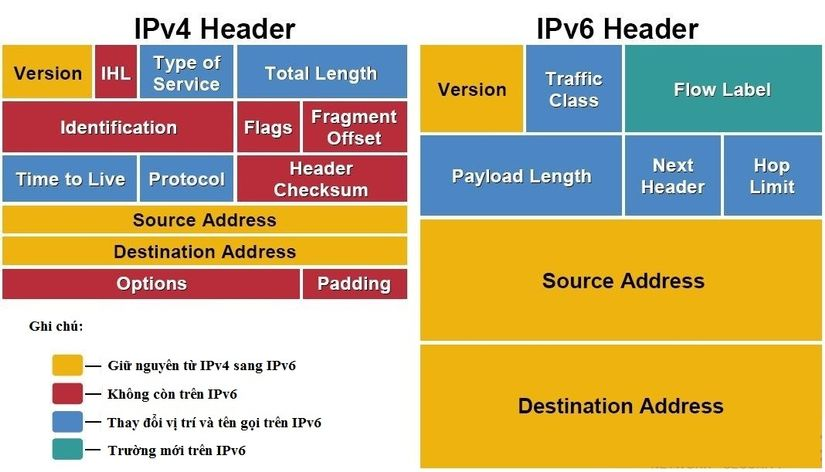 IPv4 Header
Version
IHL
Type of
Service
Total Length
Identification
Flags
Fragment
Offset
Time to Live
Protocol
Header
Checksum
Source Address
Destination Address
Options
Padding
Ghi chú:
Giữ nguyên từ IPv4 sang IPv6
Không còn trên IPv6
Thay đổi vị trí và tên gọi trên IPv6
Trường mới trên IPv6
IPv6 Header
Version
Traffic
Class
Flow Label
Payload Length
Next
Header
Hop
Limit
Source Address
Destination Address